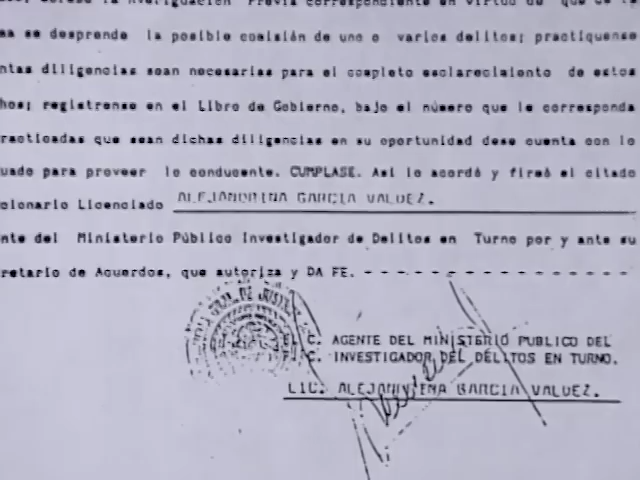 se desprende la posible comisión de uno o varios delitos; practíquense
diligencias sean necesarias para el completo esclarecimiento de estos
hos; regístrense en el Libro de Gobierno, bajo el número que le corresponda
racticadas que sean dichas diligencias en su oportunidad dese cuenta con lo
uado para proveer lo conducente. CUMPLASE. Así lo acordó y firmó el citado
cionario Licenciado ALEJANDRINA GARCIA VALDEZ.
nte del Ministerio Público Investigador de Delitos en Turno por y ante su
retario de Acuerdos, que autoriza y DA FE. - - - - - - - - - - - - - - - -
C. AGENTE DEL MINISTERIO PUBLICO DEL
C. INVESTIGADOR DEL DELITOS EN TURNO.
LIC. ALEJANDRINA GARCIA VALDEZ.